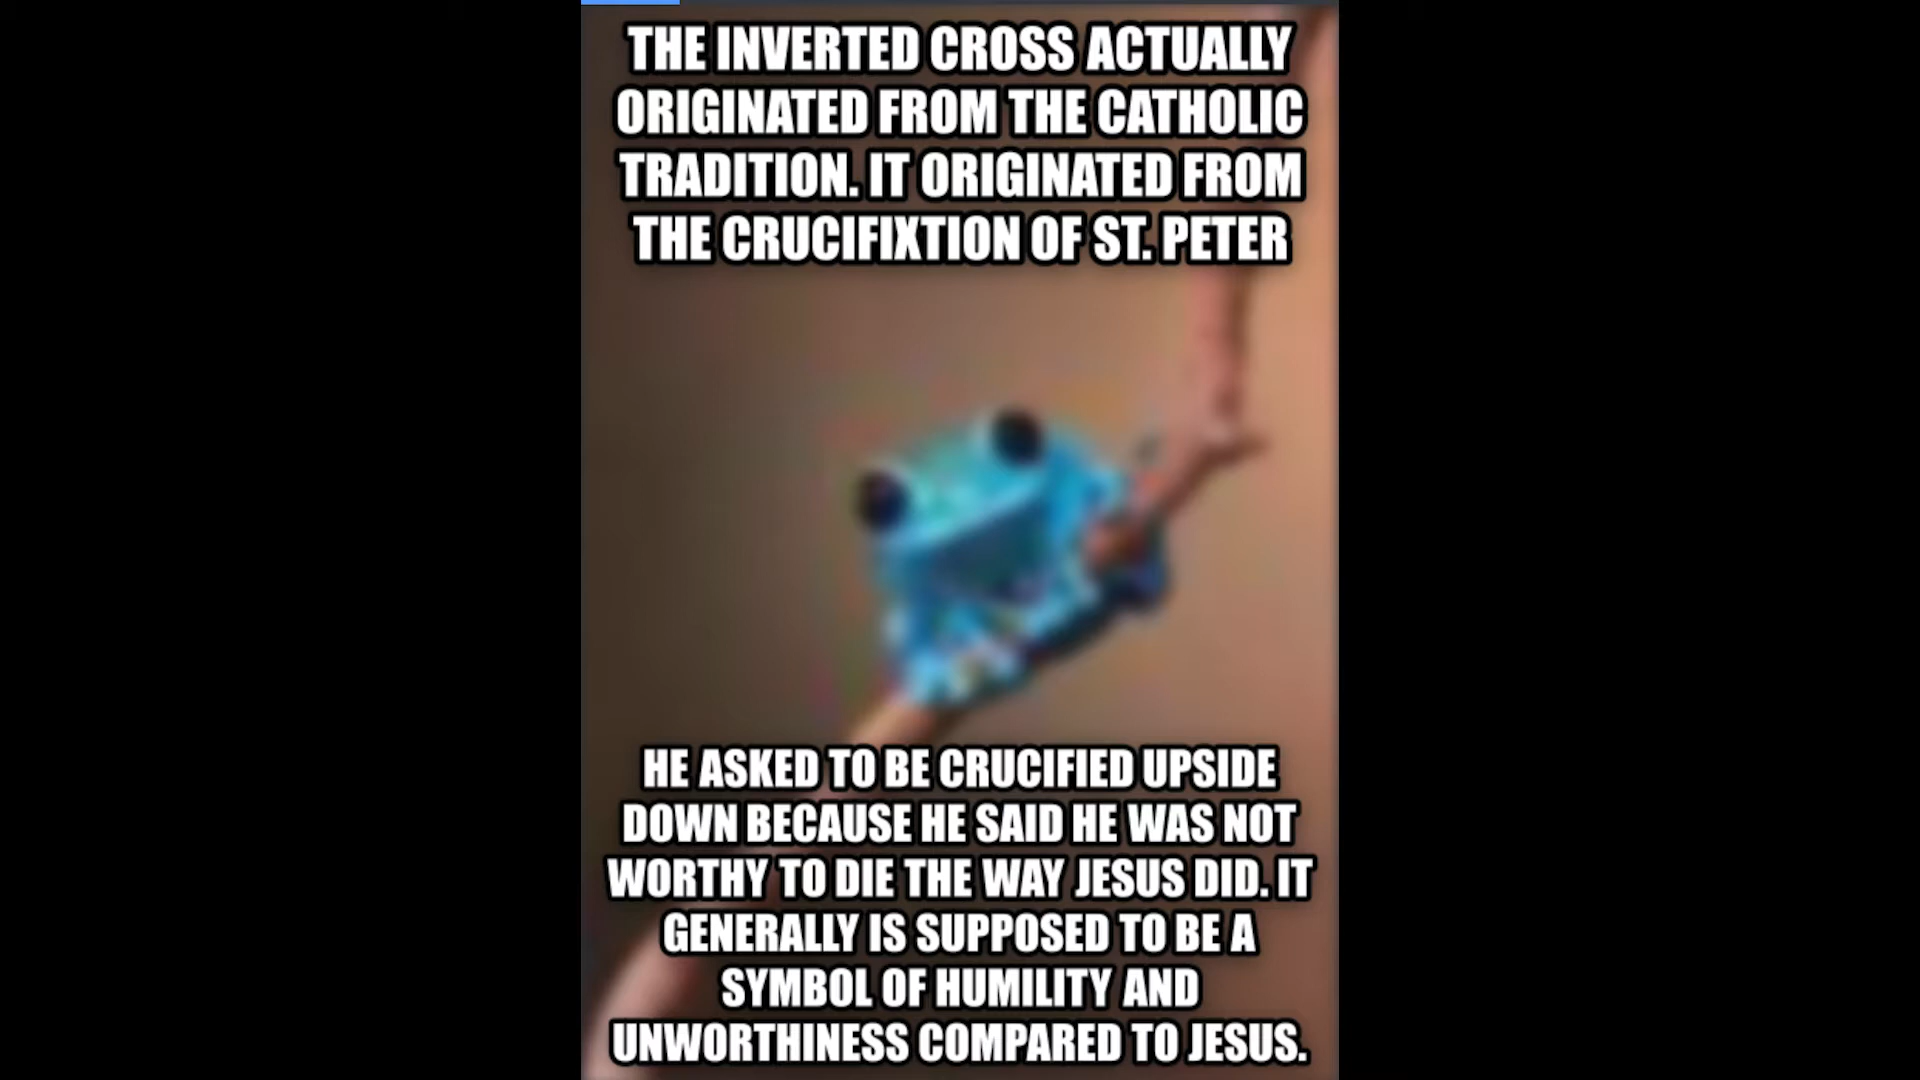 THE INVERTED CROSS ACTUALLY
ORIGINATED FROM THE CATHOLIC
TRADITION. IT ORIGINATED FROM
THE CRUCIFIXTION OF ST. PETER
HE ASKED TO BE CRUCIFIED UPSIDE
DOWN BECAUSE HE SAID HE WAS NOT
WORTHY TO DIE THE WAY JESUS DID. IT
GENERALLY IS SUPPOSED TO BE A
SYMBOL OF HUMILITY AND
UNWORTHINESS COMPARED TO JESUS.